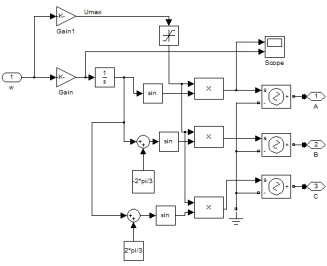 -K-
Umax
Gain1
1
w
-K-
Gain
1
s
sin
×
Scope
s
+
-
1
A
sin
×
s
+
-
2
B
-2*pi/3
sin
×
s
+
-
3
C
2*pi/3